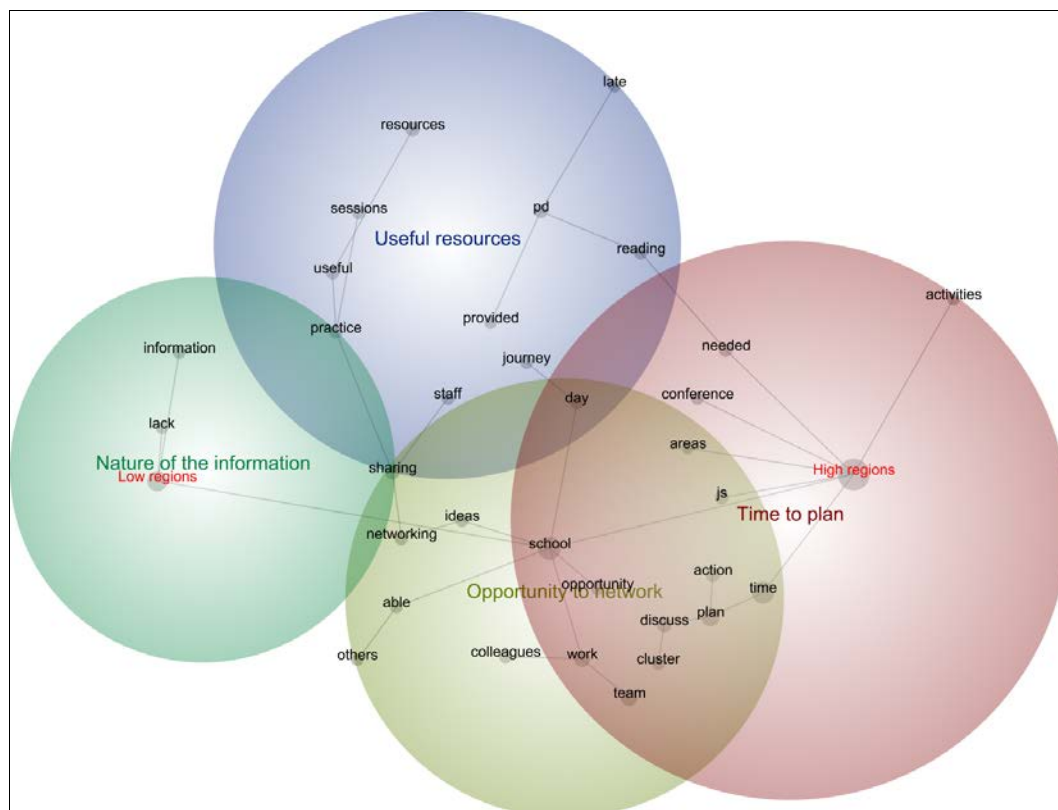 late
resources
sessions
pd
Useful resources
reading
useful
activities
provided
practice
information
needed
journey
staff
conference
day
lack
areas
Nature of the information
sharing
Low regions
High regions
js
ideas
Time to plan
networking
school
action
opportunity
time
Opportunity to network
able
plan
discuss
others
colleagues
work
cluster
team